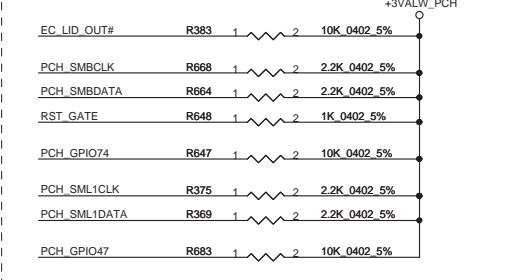 +3VALW_PCH
EC_LID_OUT# R383 1 2 10K_0402_5%
PCH_SMBCLK R668 1 2 2.2K_0402_5%
PCH_SMBDATA R664 1 2 2.2K_0402_5%
RST_GATE R648 1 2 1K_0402_5%
PCH_GPIO74 R647 1 2 10K_0402_5%
PCH_SML1CLK R375 1 2 2.2K_0402_5%
PCH_SML1DATA R369 1 2 2.2K_0402_5%
PCH_GPIO47 R683 1 2 10K_0402_5%